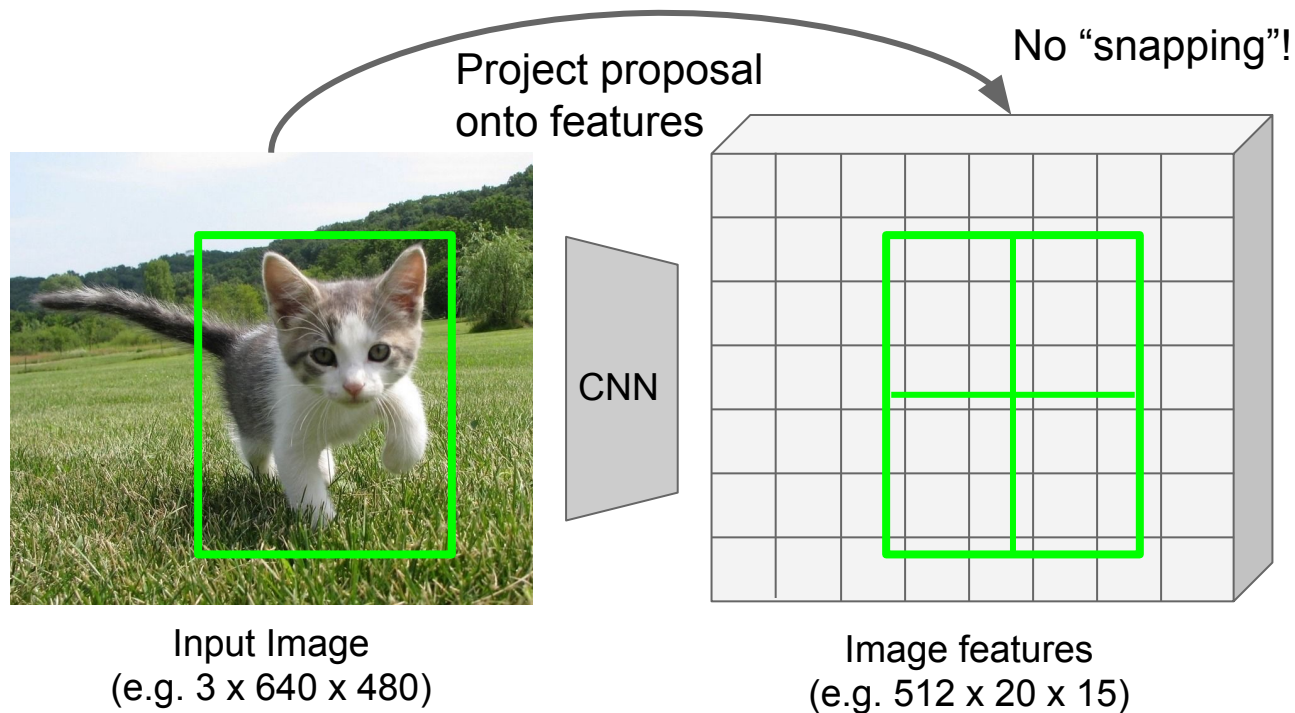 No “snapping”!
Project proposal
onto features
CNN
Input Image
(e.g. 3 x 640 x 480)
Image features
(e.g. 512 x 20 x 15)